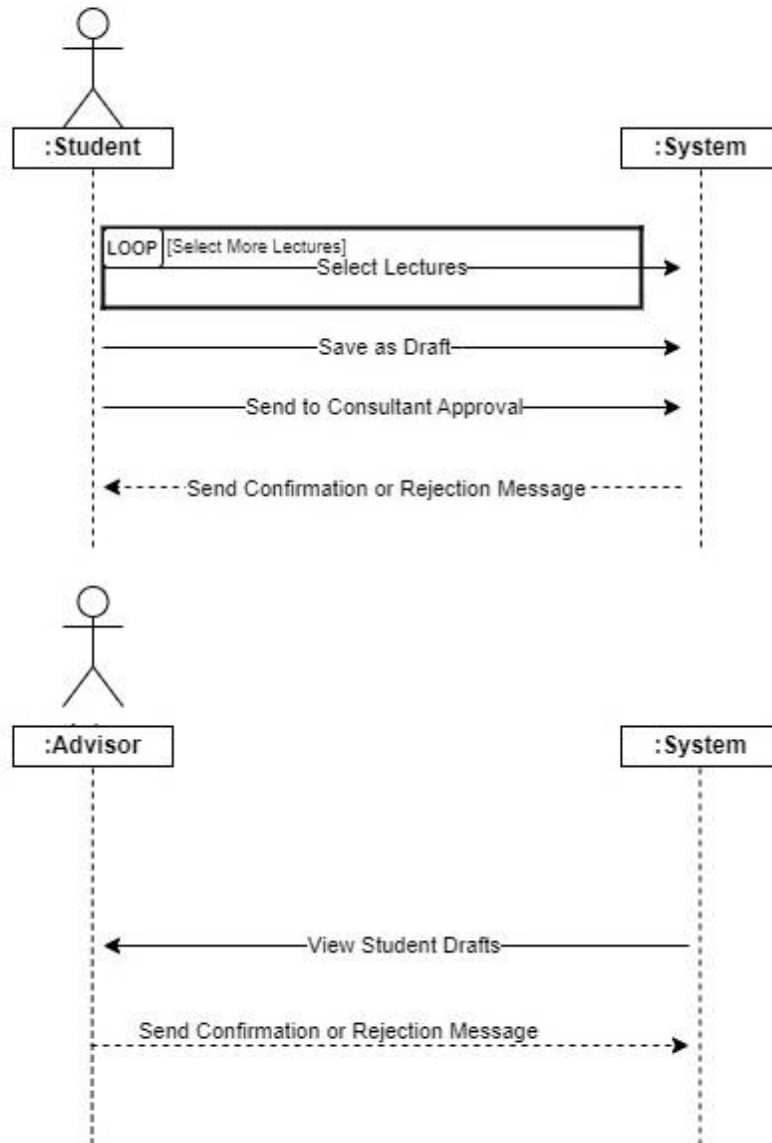 :Student
:System
LOOP [Select More Lectures]
Select Lectures
Save as Draft
Send to Consultant Approval
Send Confirmation or Rejection Message
:Advisor
:System
View Student Drafts
Send Confirmation or Rejection Message